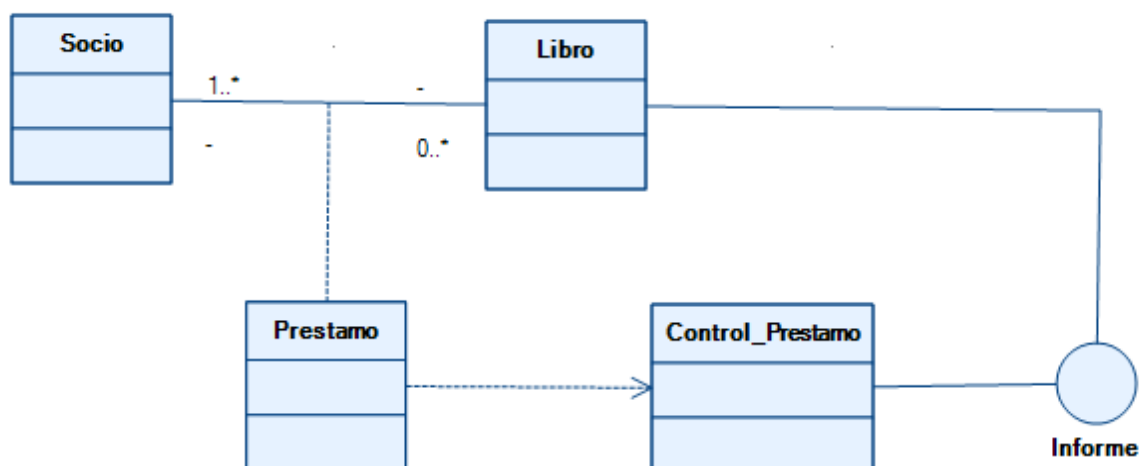 Socio
Libro
1..*
-
-
0..*
Prestamo
Control_Prestamo
Informe